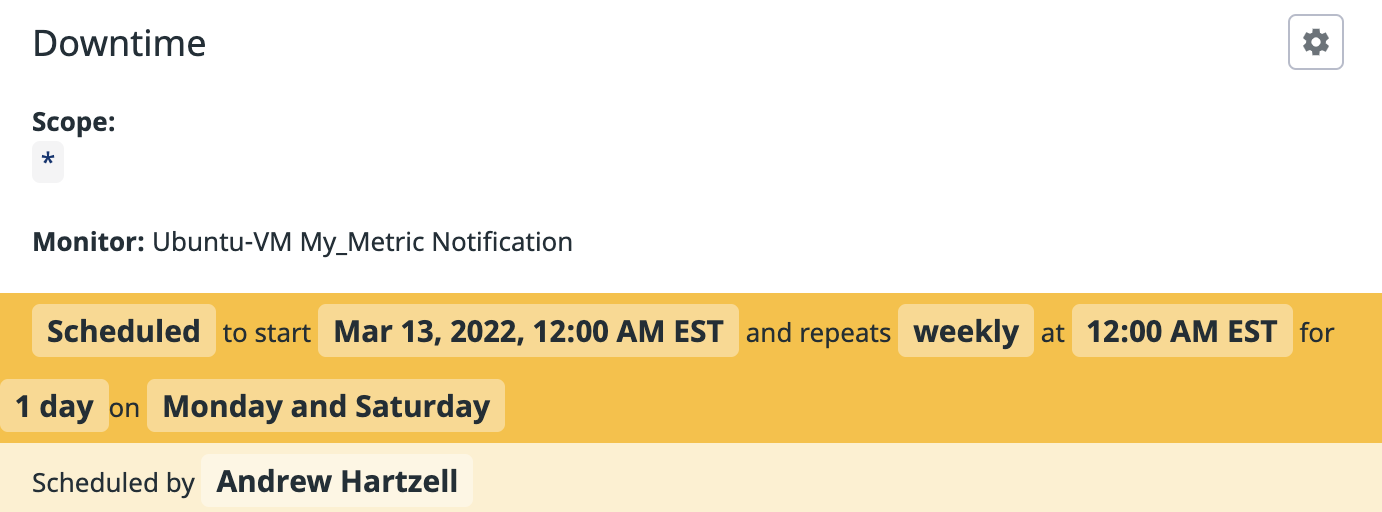 Downtime
Scope:
*
Monitor: Ubuntu-VM My_Metric Notification
Scheduled to start Mar 13, 2022, 12:00 AM EST and repeats weekly at 12:00 AM EST for
1 day on Monday and Saturday
Scheduled by Andrew Hartzell